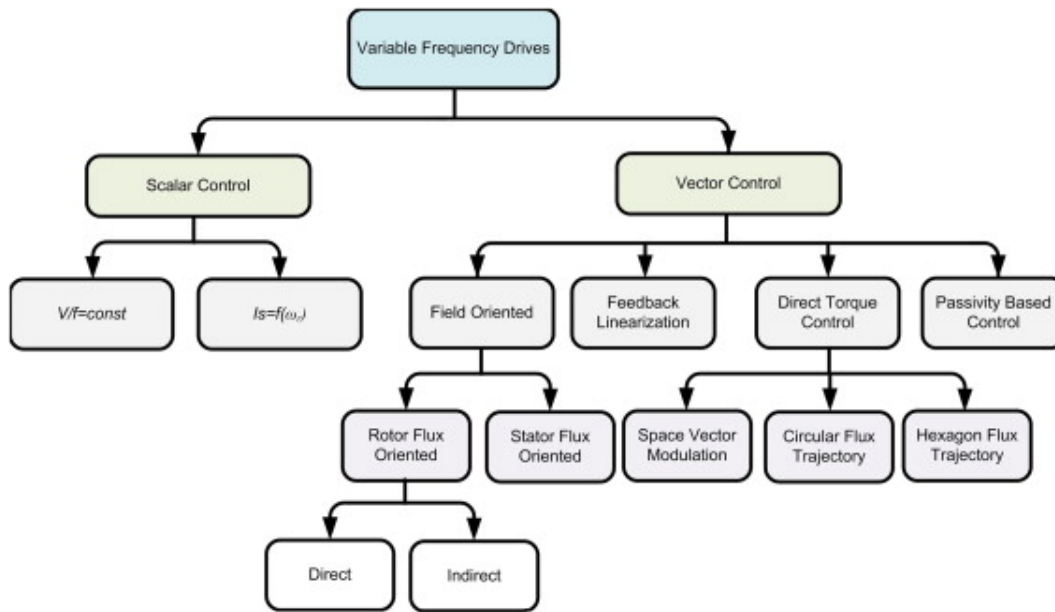 Variable Frequency Drives
Scalar Control
Vector Control
V/f=const
Is=f(ωr)
Field Oriented
Feedback
Linearization
Direct Torque
Control
Passivity Based
Control
Rotor Flux
Oriented
Stator Flux
Oriented
Space Vector
Modulation
Circular Flux
Trajectory
Hexagon Flux
Trajectory
Direct
Indirect